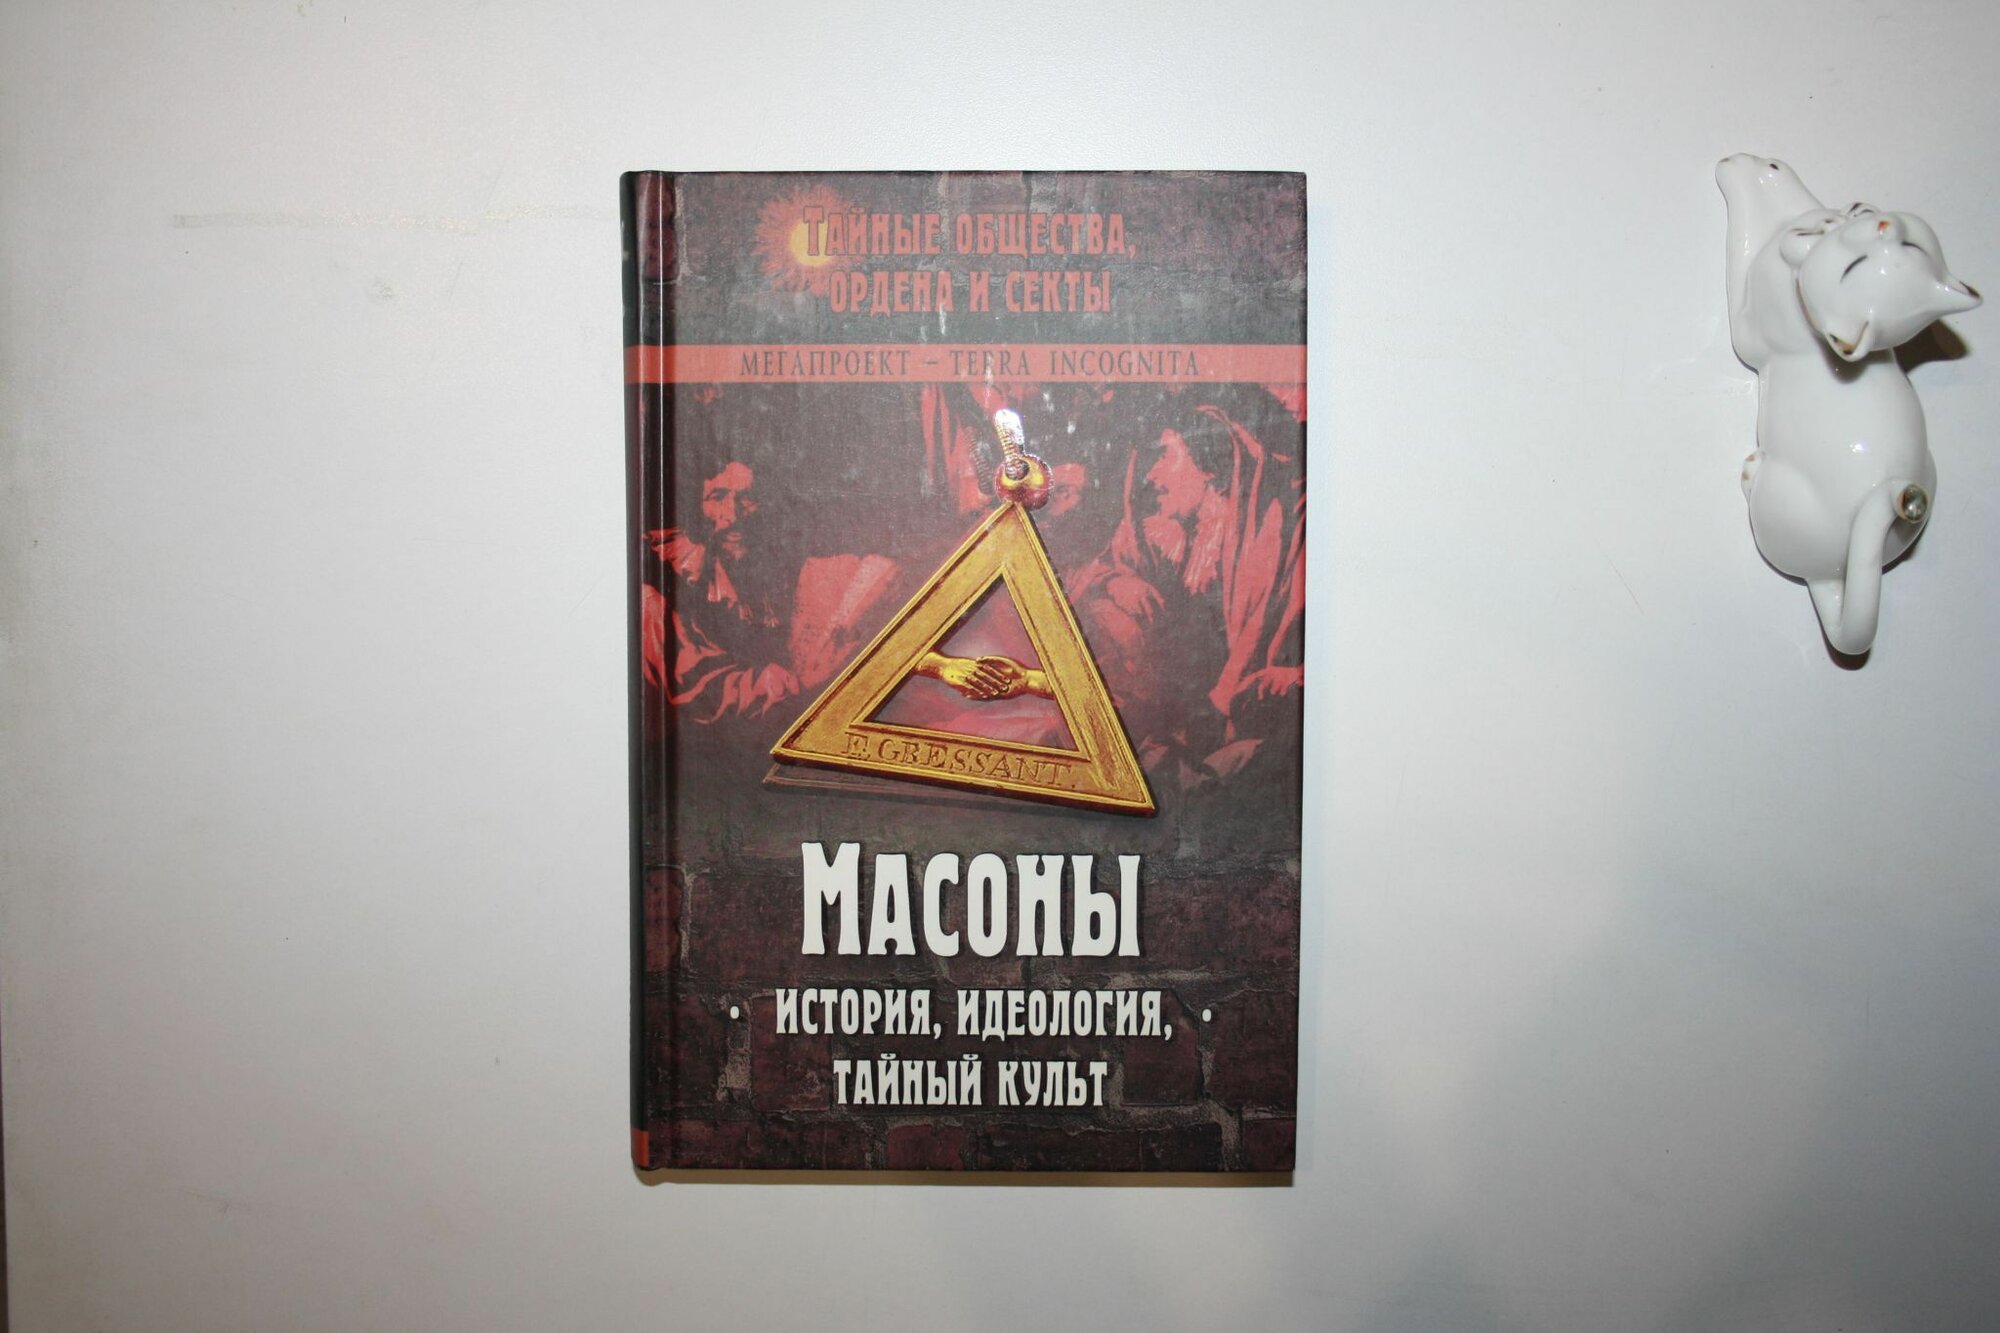 Тайные общества,
ордена и секты
МЕГАПРОЕКТ – TERRA INCOGNITA
E. GRESSANT.
Масоны
• история, идеология, •
тайный культ